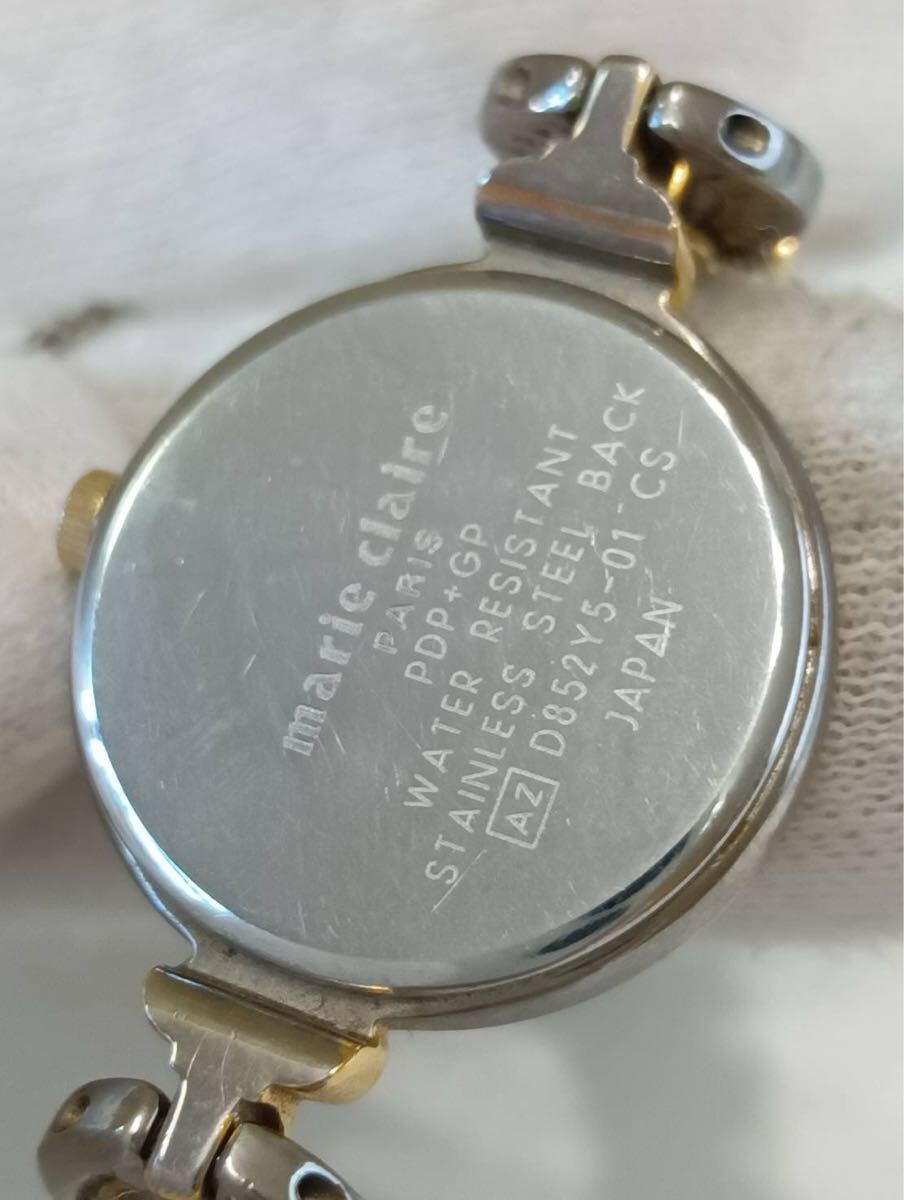 marie claire
PARIS
PDP+GP
WATER RESISTANT
STAINLESS STEEL BACK
AZ D852Y5-01 CS
JAPAN